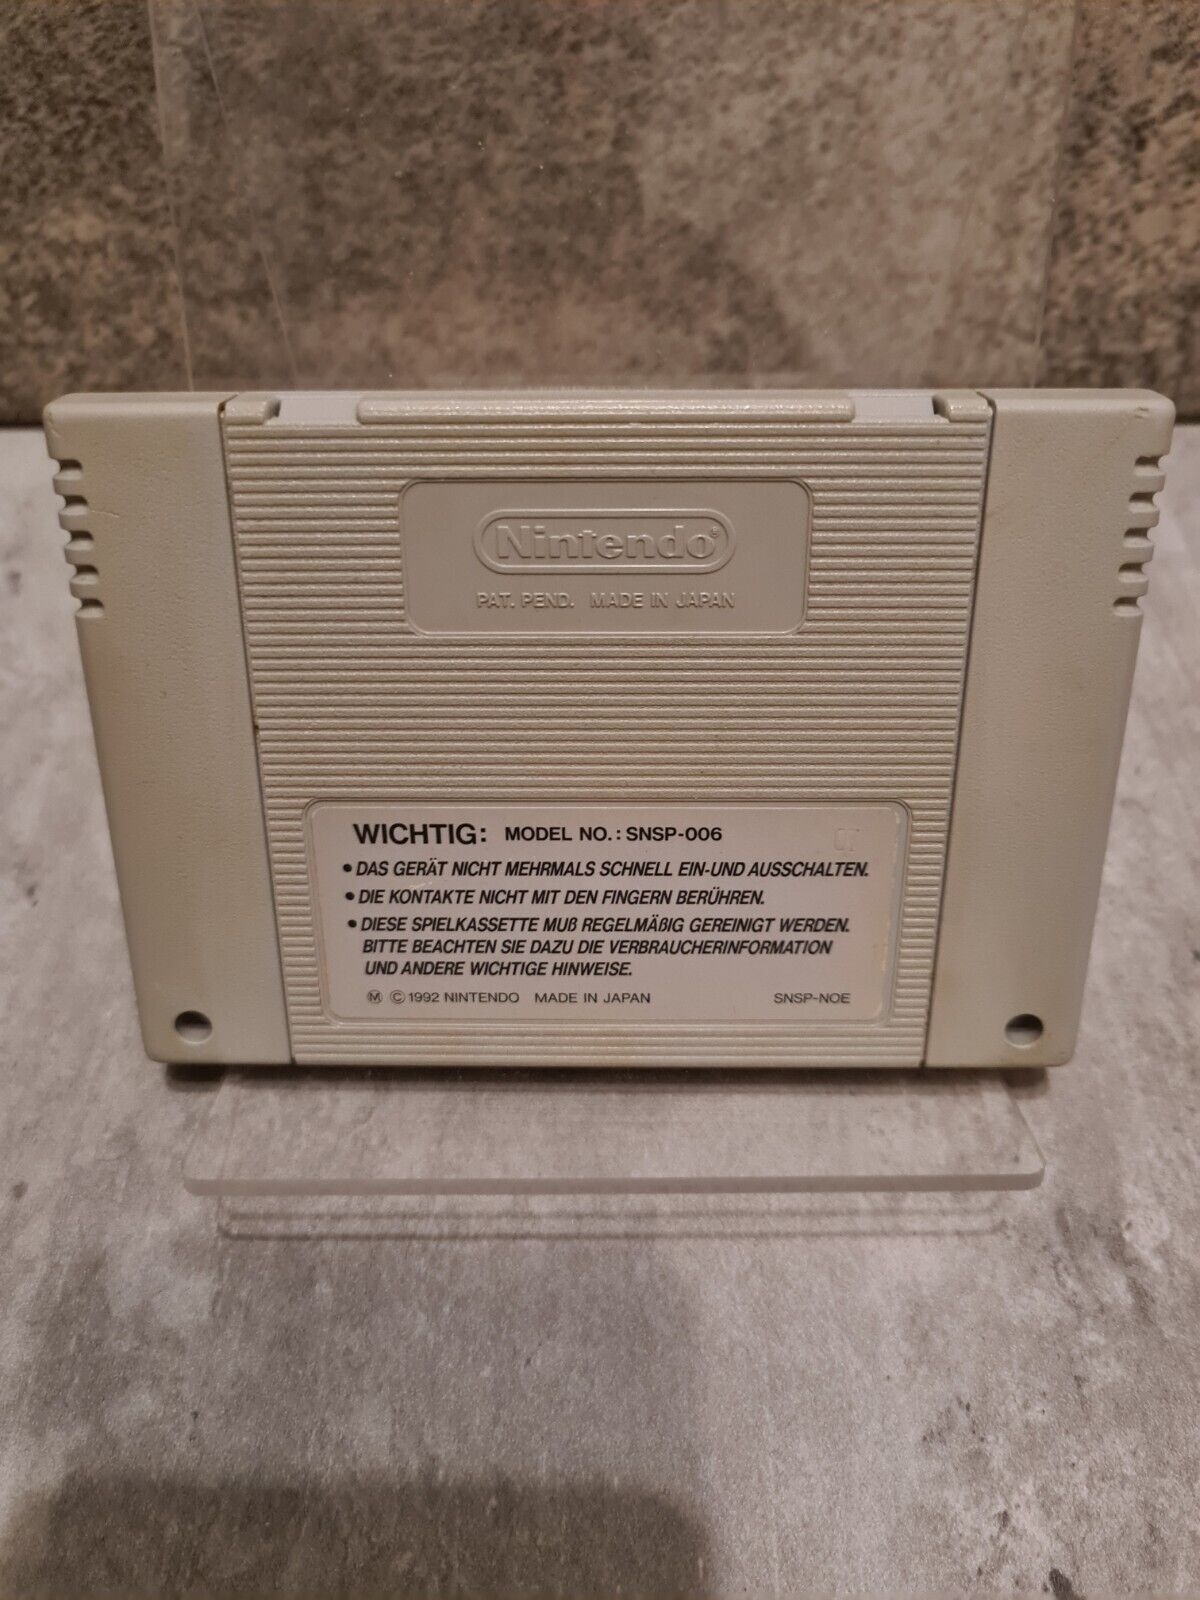 Nintendo®
PAT. PEND. MADE IN JAPAN
WICHTIG: MODEL NO.: SNSP-006
• DAS GERÄT NICHT MEHRMALS SCHNELL EIN-UND AUSSCHALTEN.
• DIE KONTAKTE NICHT MIT DEN FINGERN BERÜHREN.
• DIESE SPIELKASSETTE MUß REGELMÄßIG GEREINIGT WERDEN.
BITTE BEACHTEN SIE DAZU DIE VERBRAUCHERINFORMATION
UND ANDERE WICHTIGE HINWEISE.
Ⓜ © 1992 NINTENDO MADE IN JAPAN SNSP-NOE